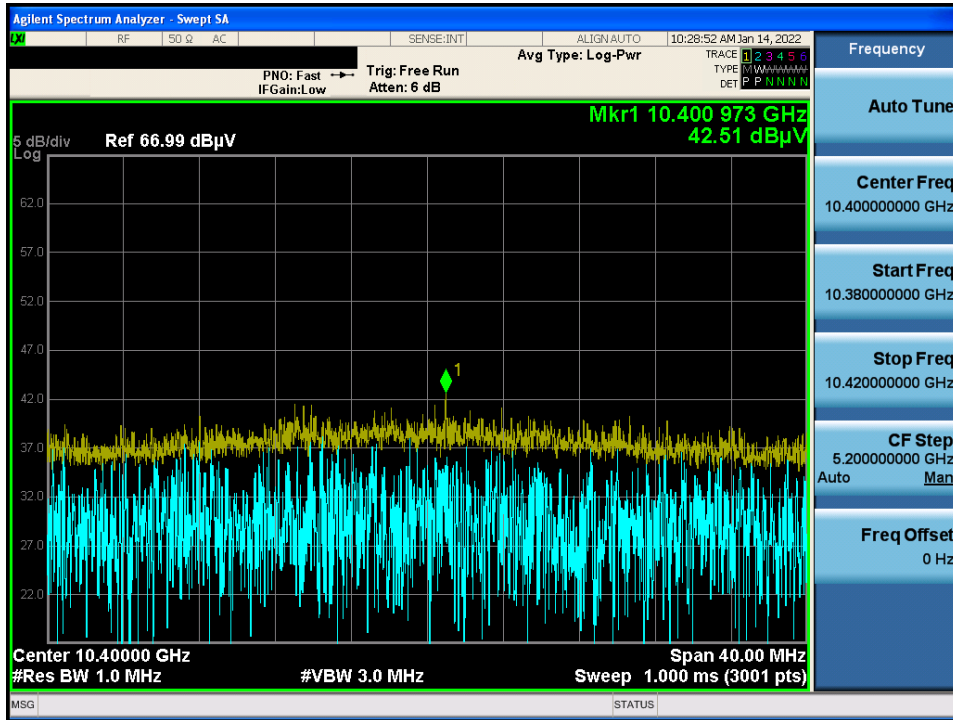 Agilent Spectrum Analyzer - Swept SA
LXI RF 50 Ω AC SENSE:INT ALIGN AUTO 10:28:52 AM Jan 14, 2022
PNO: Fast Trig: Free Run Avg Type: Log-Pwr TRACE 1 2 3 4 5 6
IFGain:Low Atten: 6 dB TYPE M W W W W W
DET P P N N N N
Mkr1 10.400 973 GHz
42.51 dBµV
5 dB/div Ref 66.99 dBµV
Log
62.0
57.0
52.0
47.0
1
42.0
37.0
32.0
27.0
22.0
Center 10.40000 GHz Span 40.00 MHz
#Res BW 1.0 MHz #VBW 3.0 MHz Sweep 1.000 ms (3001 pts)
MSG STATUS
Frequency
Auto Tune
Center Freq
10.400000000 GHz
Start Freq
10.380000000 GHz
Stop Freq
10.420000000 GHz
CF Step
5.200000000 GHz
Auto Man
Freq Offset
0 Hz